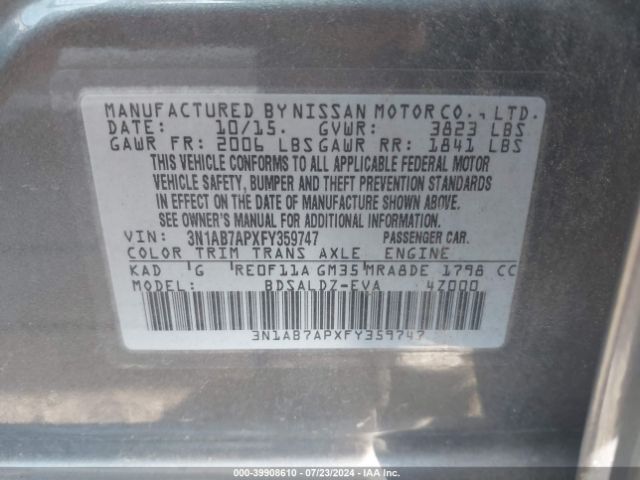 MANUFACTURED BY NISSAN MOTOR CO., LTD.
DATE: 10/15. GVWR: 3823 LBS
GAWR FR: 2006 LBS GAWR RR: 1841 LBS
THIS VEHICLE CONFORMS TO ALL APPLICABLE FEDERAL MOTOR
VEHICLE SAFETY, BUMPER AND THEFT PREVENTION STANDARDS
IN EFFECT ON THE DATE OF MANUFACTURE SHOWN ABOVE.
SEE OWNER'S MANUAL FOR ADDITIONAL INFORMATION.
VIN: 3N1AB7APXFY359747 PASSENGER CAR.
COLOR TRIM TRANS AXLE ENGINE
KAD G RE0F11A GM35 MRA8DE 1798 CC
MODEL: BDSALDZ-EVA 4Z000
3N1AB7APXFY359747
000-39908610 - 07/23/2024 - IAA Inc.